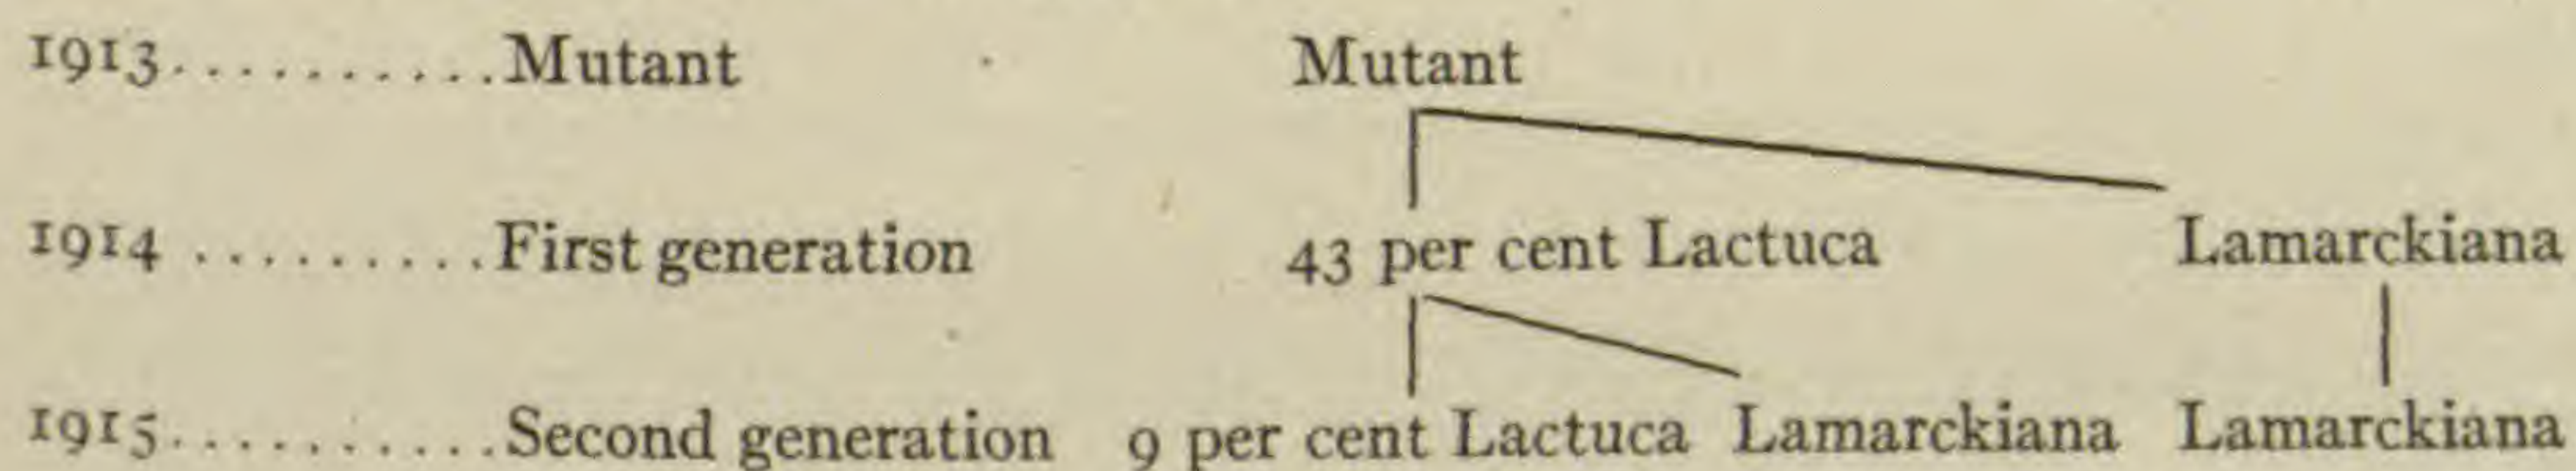 1913...........Mutant Mutant
1914 ..........First generation 43 per cent Lactuca Lamarckiana
1915...........Second generation 9 per cent Lactuca Lamarckiana Lamarckiana